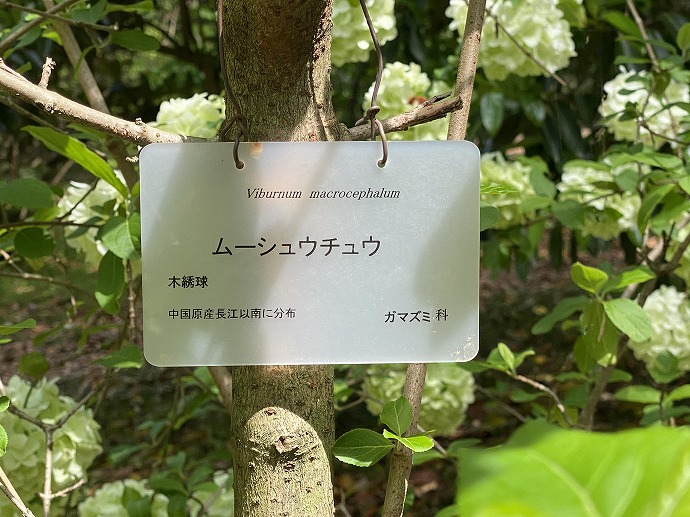 Viburnum macrocephalum
ムーシュウチュウ
木綉球
中国原産長江以南に分布
ガマズミ 科